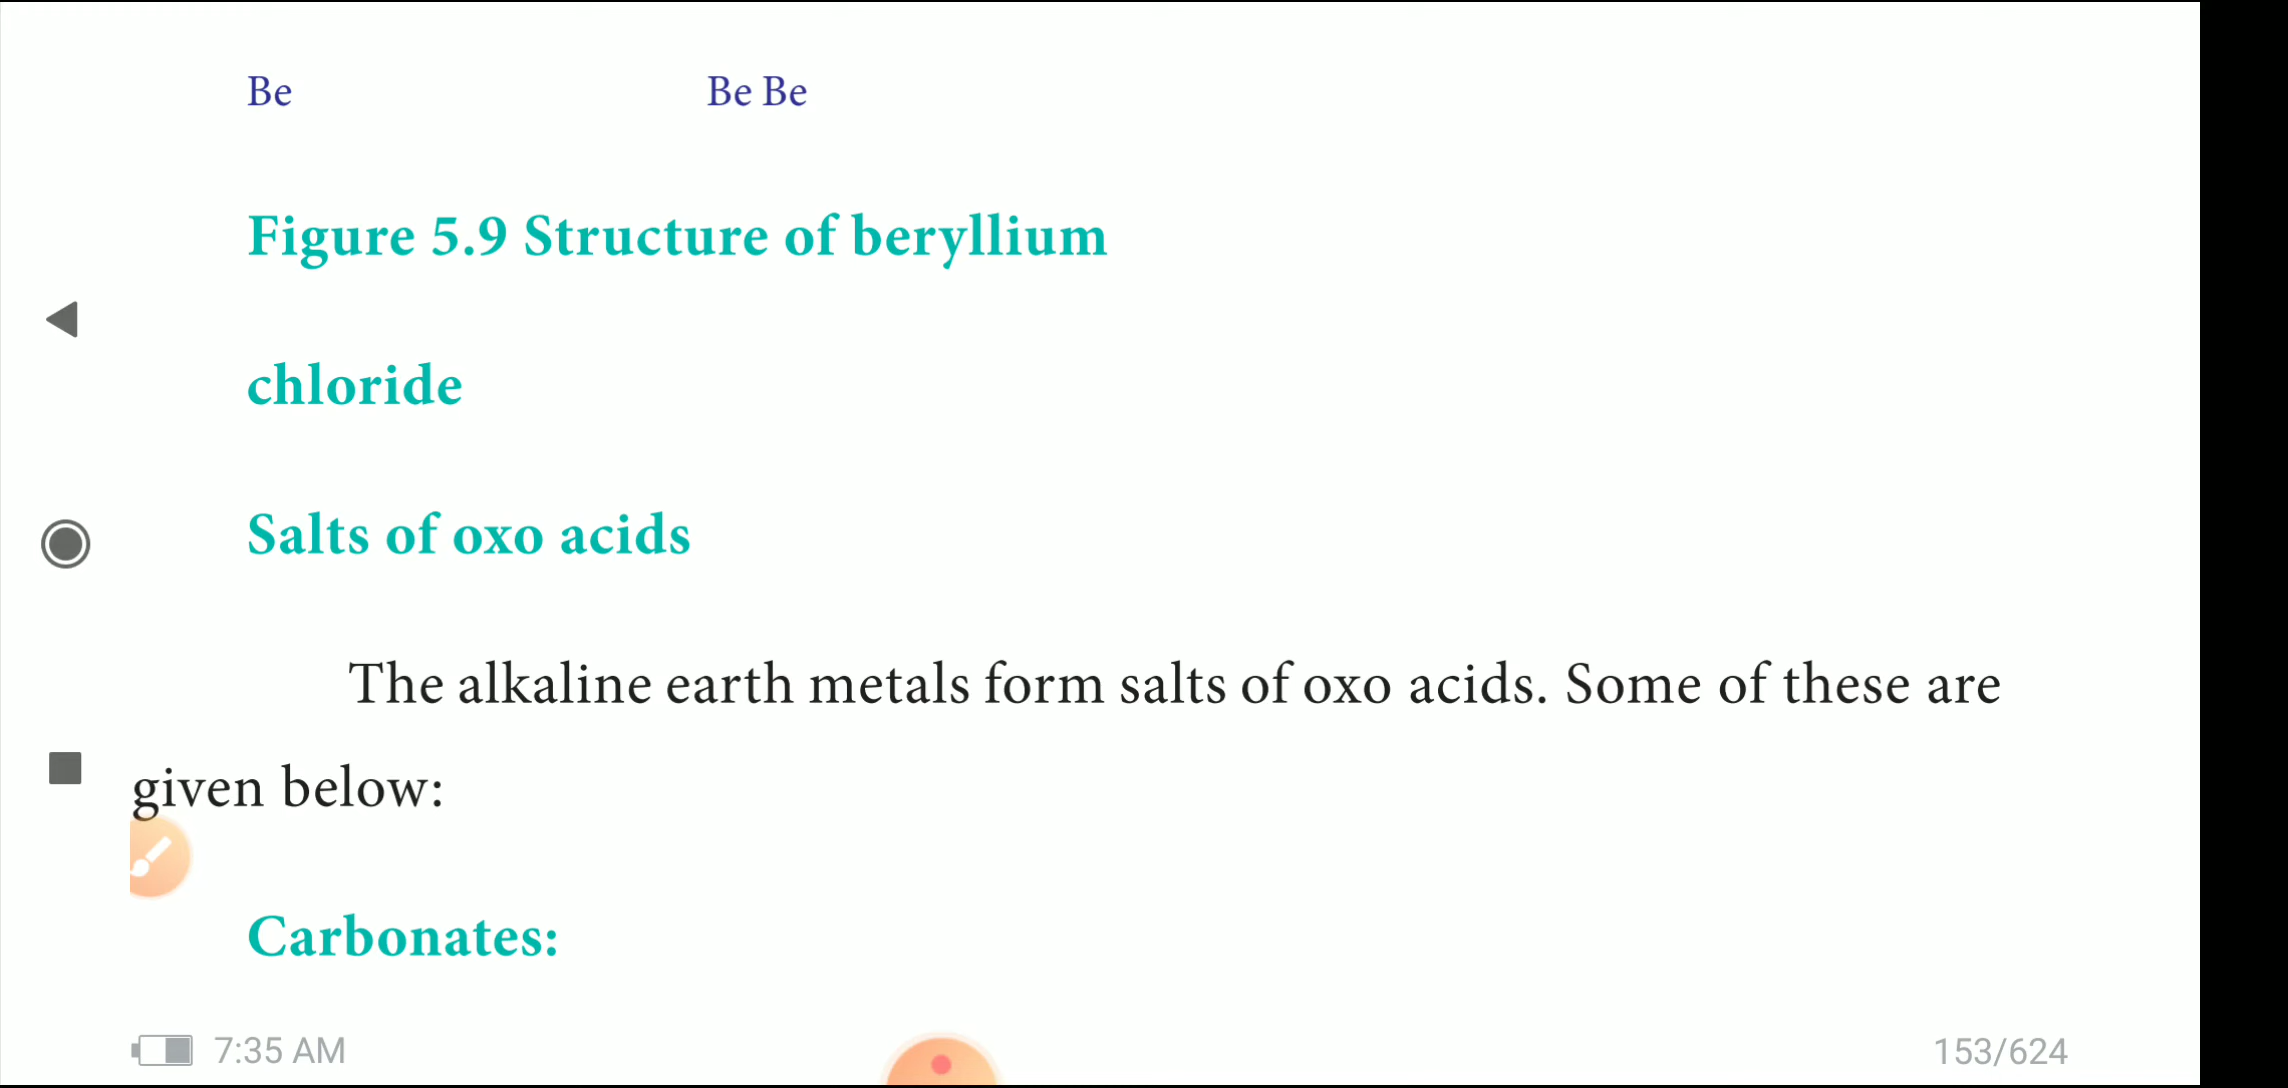 Be Be Be
Figure 5.9 Structure of beryllium
chloride
Salts of oxo acids
The alkaline earth metals form salts of oxo acids. Some of these are
given below:
Carbonates:
7:35 AM 153/624